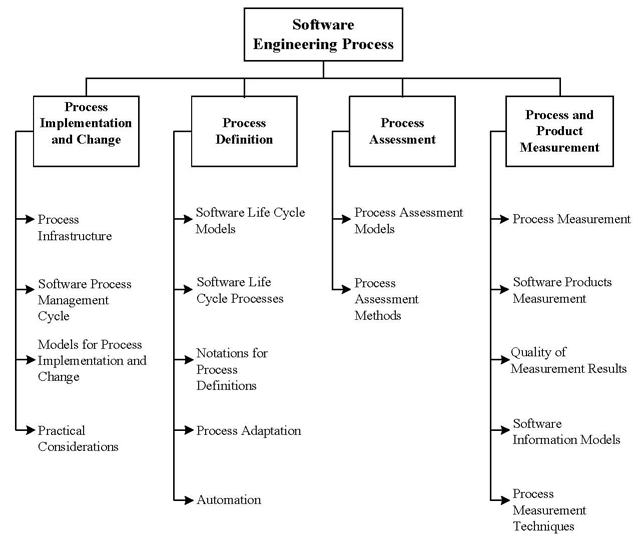 Software
Engineering Process
Process
Implementation
and Change
Process
Infrastructure
Software Process
Management
Cycle
Models for Process
Implementation and
Change
Practical
Considerations
Process
Definition
Software Life Cycle
Models
Software Life
Cycle Processes
Notations for
Process
Definitions
Process Adaptation
Automation
Process
Assessment
Process Assessment
Models
Process
Assessment
Methods
Process and
Product
Measurement
Process Measurement
Software Products
Measurement
Quality of
Measurement Results
Software
Information Models
Process
Measurement
Techniques